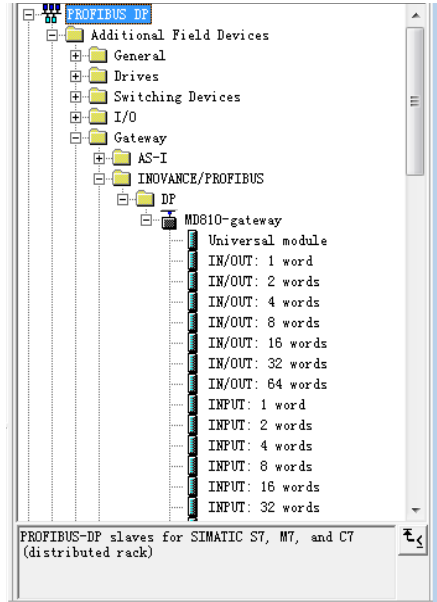 PROFIBUS DP
Additional Field Devices
General
Drives
Switching Devices
I/O
Gateway
AS-I
INOVANCE/PROFIBUS
DP
MD810-gateway
Universal module
IN/OUT: 1 word
IN/OUT: 2 words
IN/OUT: 4 words
IN/OUT: 8 words
IN/OUT: 16 words
IN/OUT: 32 words
IN/OUT: 64 words
INPUT: 1 word
INPUT: 2 words
INPUT: 4 words
INPUT: 8 words
INPUT: 16 words
INPUT: 32 words
PROFIBUS-DP slaves for SIMATIC S7, M7, and C7
(distributed rack)